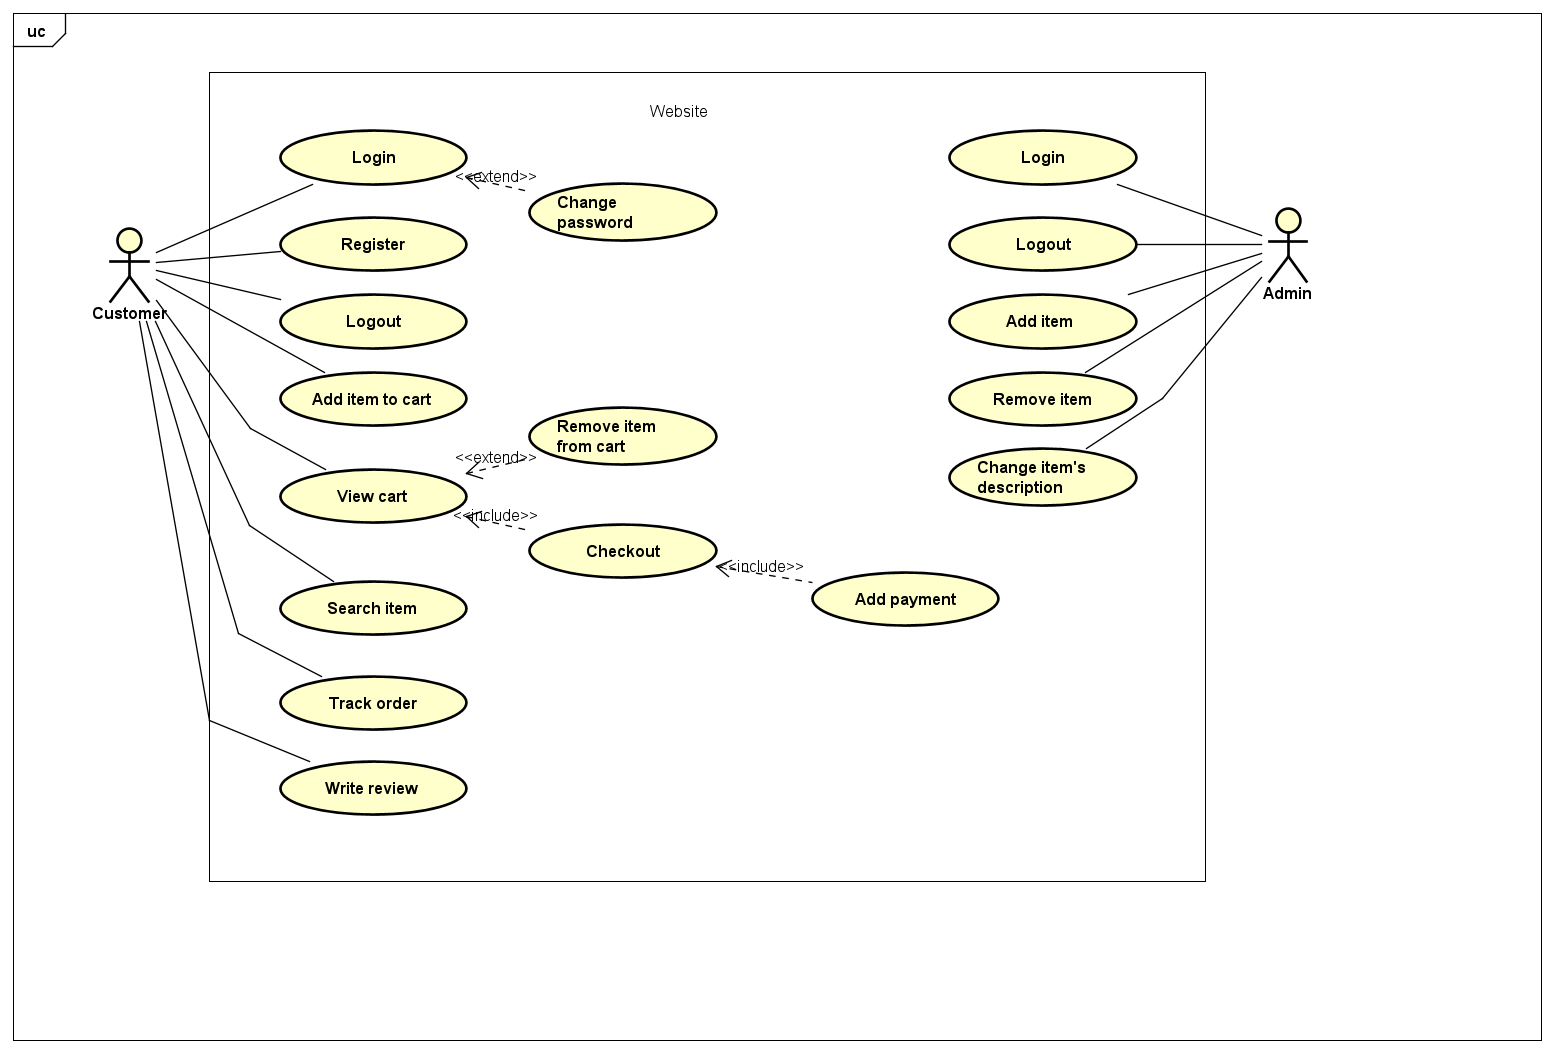 uc
Website
Login
<<extend>>
Change
password
Register
Customer
Logout
Add item to cart
Remove item
from cart
<<extend>>
View cart
<<include>>
Checkout
<<include>>
Add payment
Search item
Track order
Write review
Login
Logout
Admin
Add item
Remove item
Change item's
description